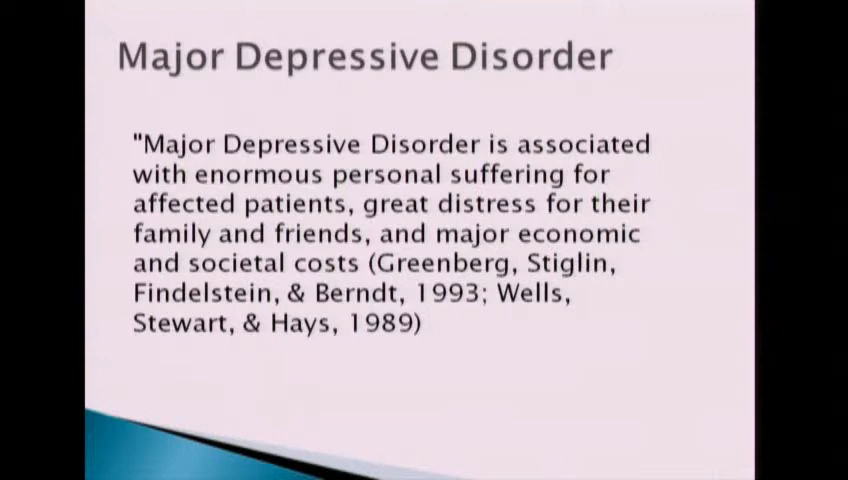 Major Depressive Disorder
"Major Depressive Disorder is associated
with enormous personal suffering for
affected patients, great distress for their
family and friends, and major economic
and societal costs (Greenberg, Stiglin,
Findelstein, & Berndt, 1993; Wells,
Stewart, & Hays, 1989)